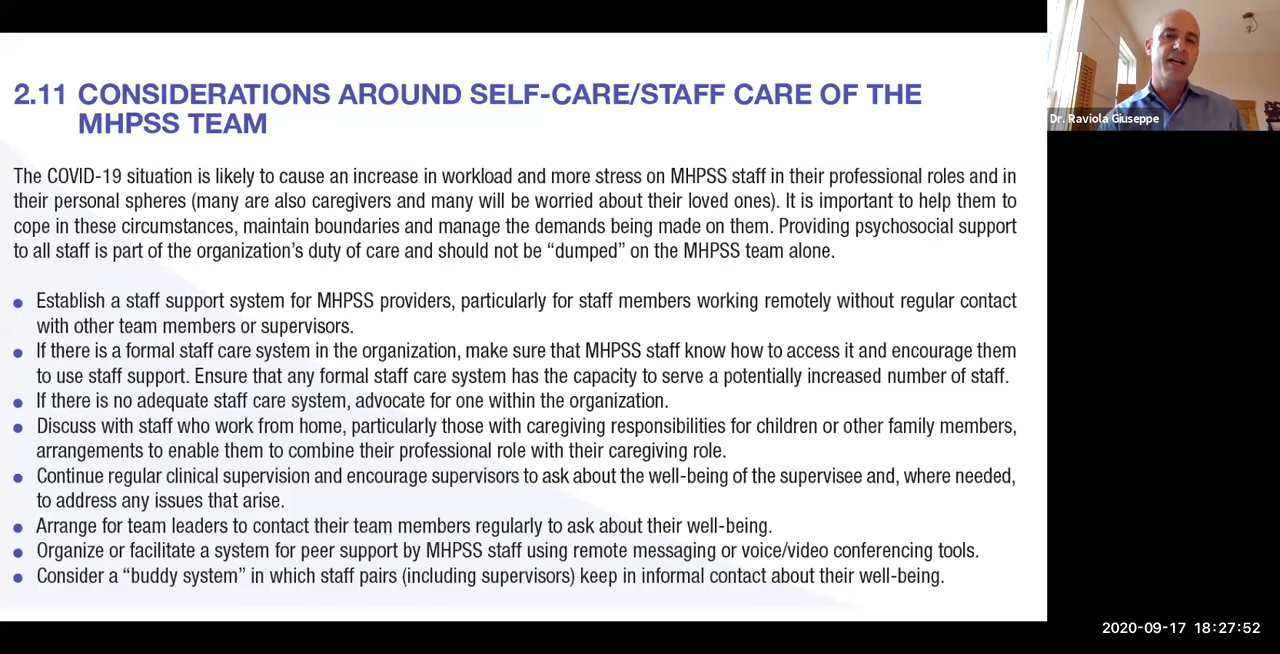 2.11 CONSIDERATIONS AROUND SELF-CARE/STAFF CARE OF THE
MHPSS TEAM
The COVID-19 situation is likely to cause an increase in workload and more stress on MHPSS staff in their professional roles and in
their personal spheres (many are also caregivers and many will be worried about their loved ones). It is important to help them to
cope in these circumstances, maintain boundaries and manage the demands being made on them. Providing psychosocial support
to all staff is part of the organization’s duty of care and should not be “dumped” on the MHPSS team alone.
● Establish a staff support system for MHPSS providers, particularly for staff members working remotely without regular contact
with other team members or supervisors.
● If there is a formal staff care system in the organization, make sure that MHPSS staff know how to access it and encourage them
to use staff support. Ensure that any formal staff care system has the capacity to serve a potentially increased number of staff.
● If there is no adequate staff care system, advocate for one within the organization.
● Discuss with staff who work from home, particularly those with caregiving responsibilities for children or other family members,
arrangements to enable them to combine their professional role with their caregiving role.
● Continue regular clinical supervision and encourage supervisors to ask about the well-being of the supervisee and, where needed,
to address any issues that arise.
● Arrange for team leaders to contact their team members regularly to ask about their well-being.
● Organize or facilitate a system for peer support by MHPSS staff using remote messaging or voice/video conferencing tools.
● Consider a “buddy system” in which staff pairs (including supervisors) keep in informal contact about their well-being.
Dr. Raviola Giuseppe
2020-09-17 18:27:52